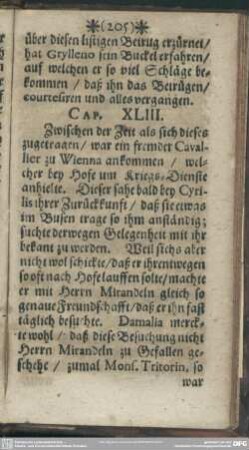 *(205)*
über diesen listigen Betrug erzürnet/
hat Grylleno sein Buckel erfahren/
auf welchen er so viel Schläge be-
kommen / daß ihn das Betrügen/
courtesiren und alles vergangen.
CAP. XLIII.
Zwischen der Zeit als sich dieses
zugetragen / war ein fremder Caval-
lier zu Wienna ankommen / wel-
cher bey Hofe um Kriegs-Dienste
anhielte. Dieser sahe bald bey Cyril-
lis ihrer Zurückkunft / daß sie etwas
im Busen trage so ihm anständig;
suchte derwegen Gelegenheit mit ihr
bekant zu werden. Weil sichs aber
nicht wol schickte / daß er ihrentwegen
so oft nach Hofe lauffen solte / machte
er mit Herrn Mirandeln gleich so
genaue Freundschafft / daß er ihn fast
täglich besuchte. Damalia merck-
te wohl / daß diese Besuchung nicht
Herrn Mirandeln zu Gefallen ge-
schehe / zumal Mons. Tritorin, so
war